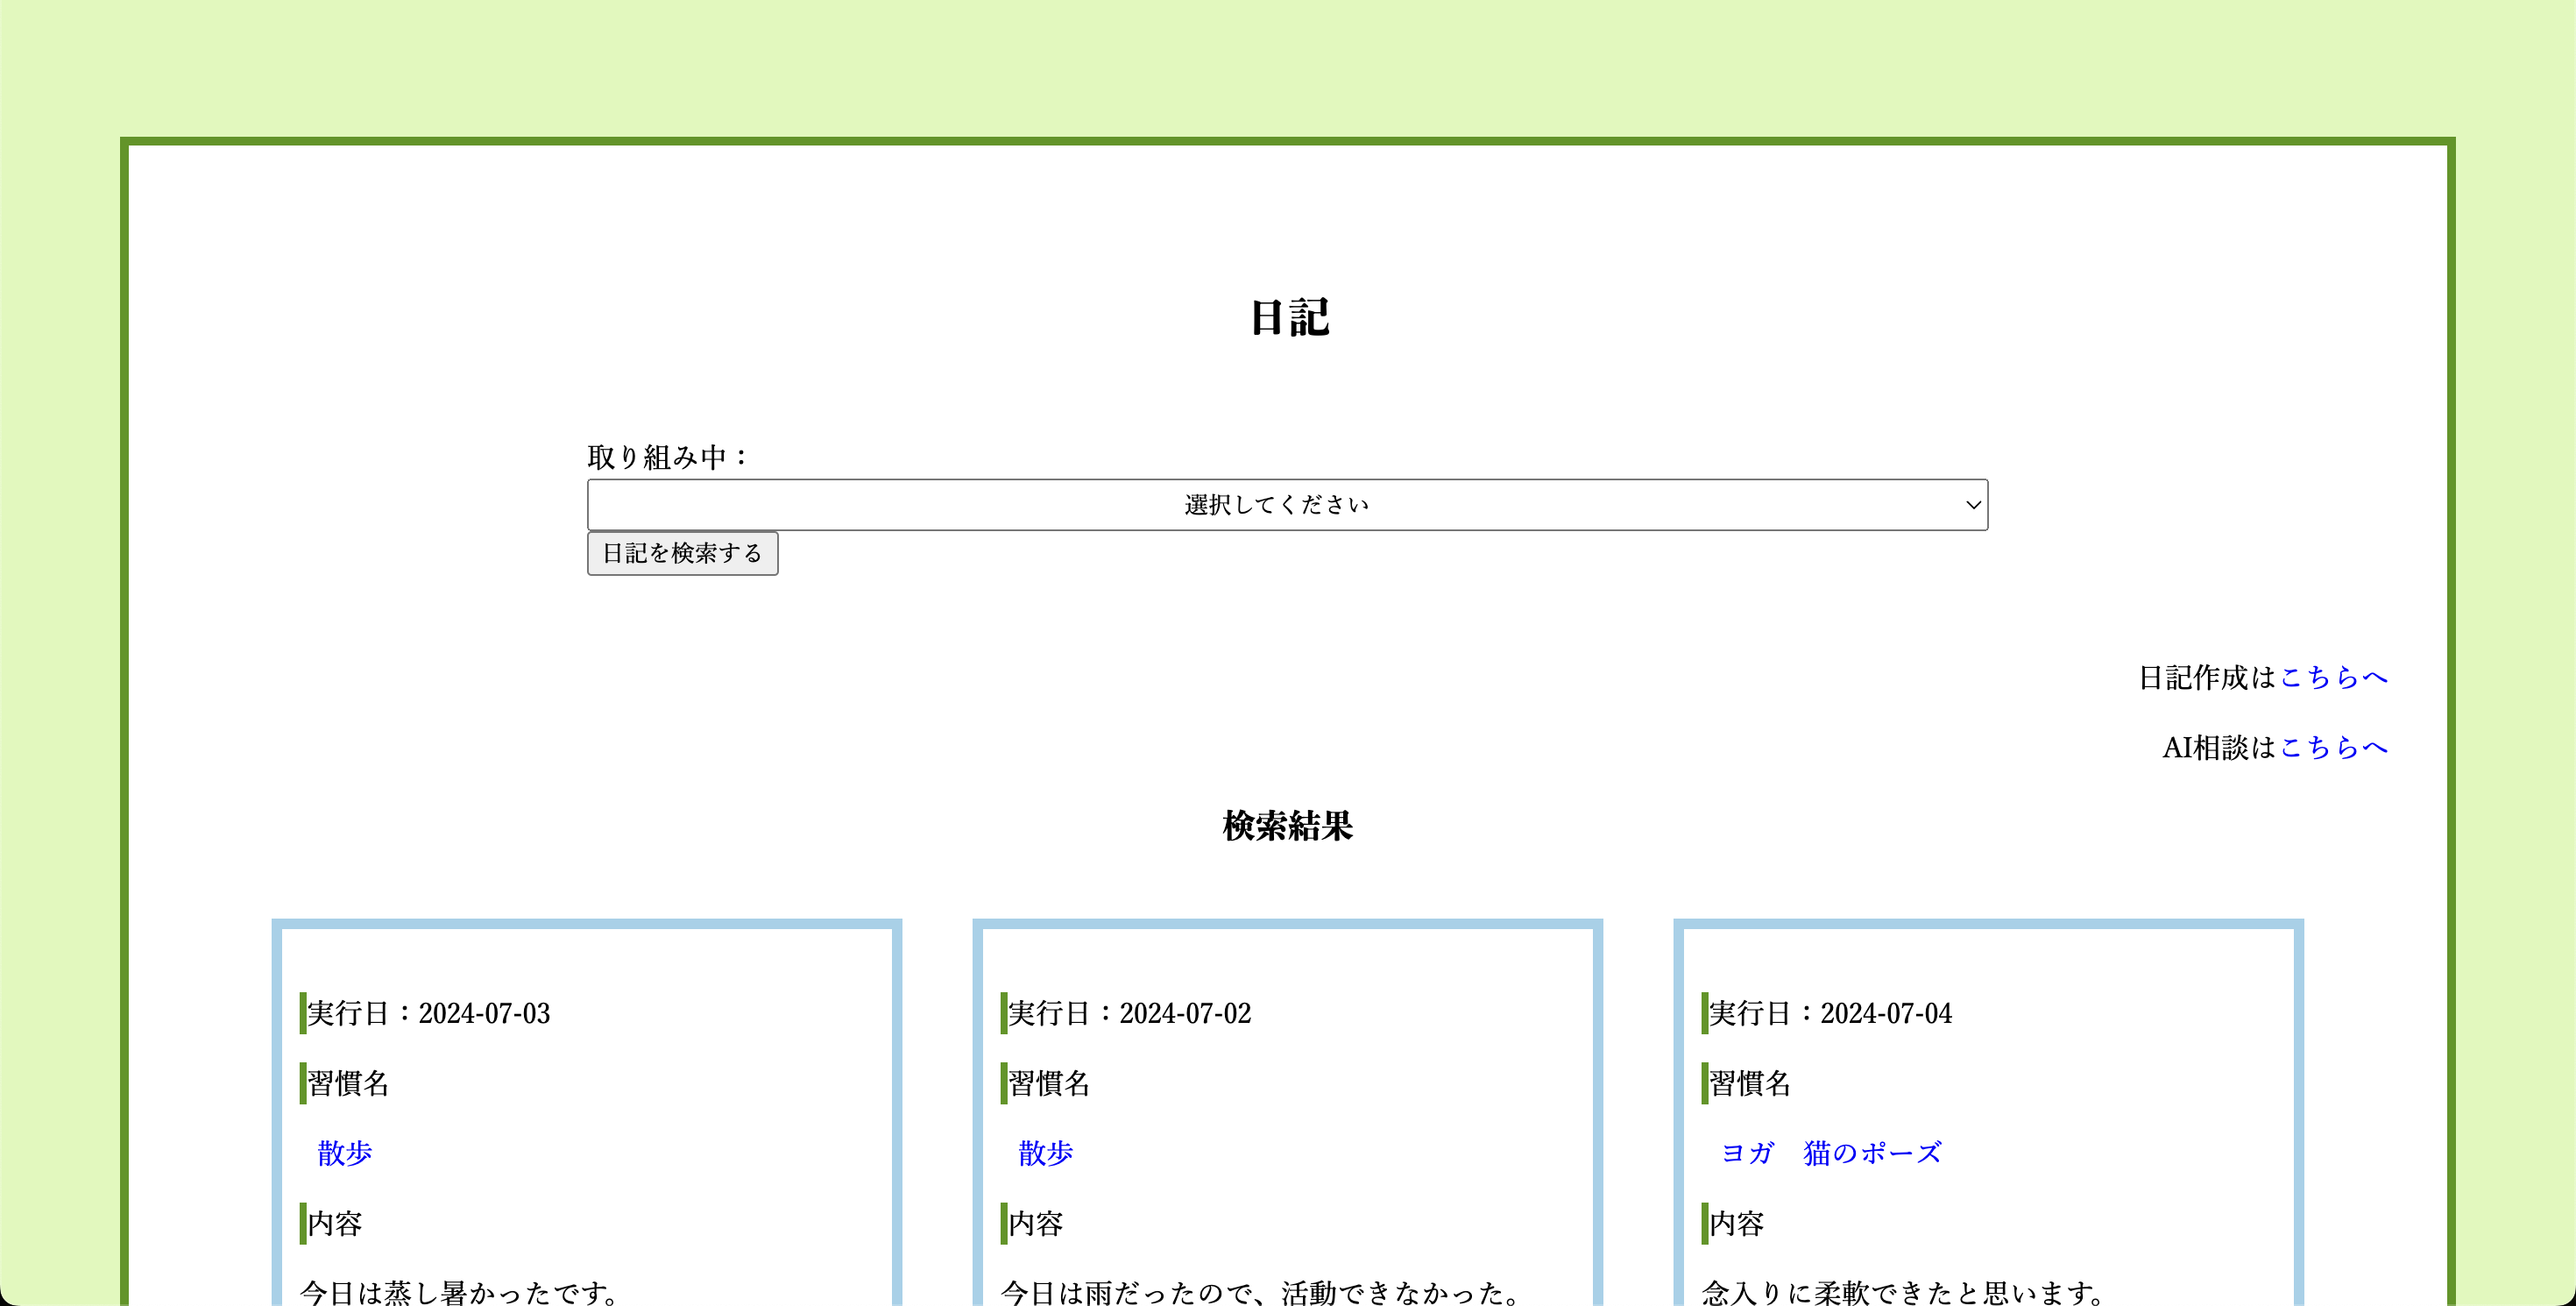 日記
取り組み中：
選択してください
日記を検索する
日記作成はこちらへ
AI相談はこちらへ
検索結果
実行日：2024-07-03
習慣名
散歩
内容
今日は蒸し暑かったです。
実行日：2024-07-02
習慣名
散歩
内容
今日は雨だったので、活動できなかった。
実行日：2024-07-04
習慣名
ヨガ　猫のポーズ
内容
念入りに柔軟できたと思います。